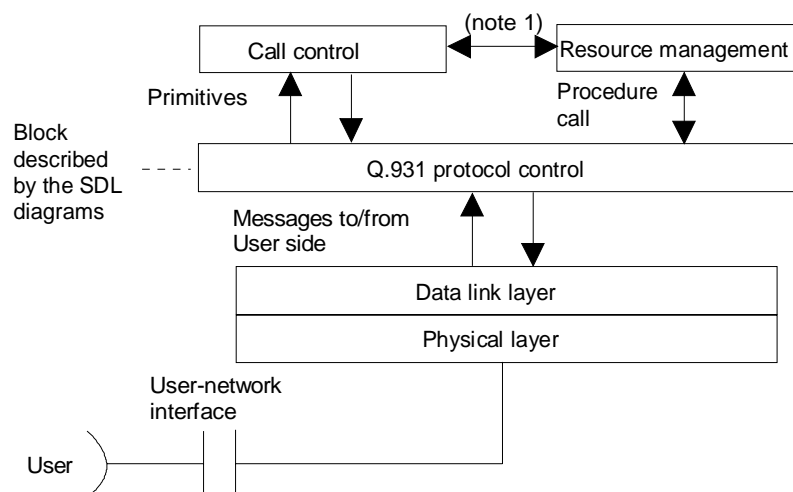 (note 1)
Call control
Resource management
Primitives
Procedure
call
Block
described
by the SDL
diagrams
Q.931 protocol control
Messages to/from
User side
Data link layer
Physical layer
User-network
interface
User